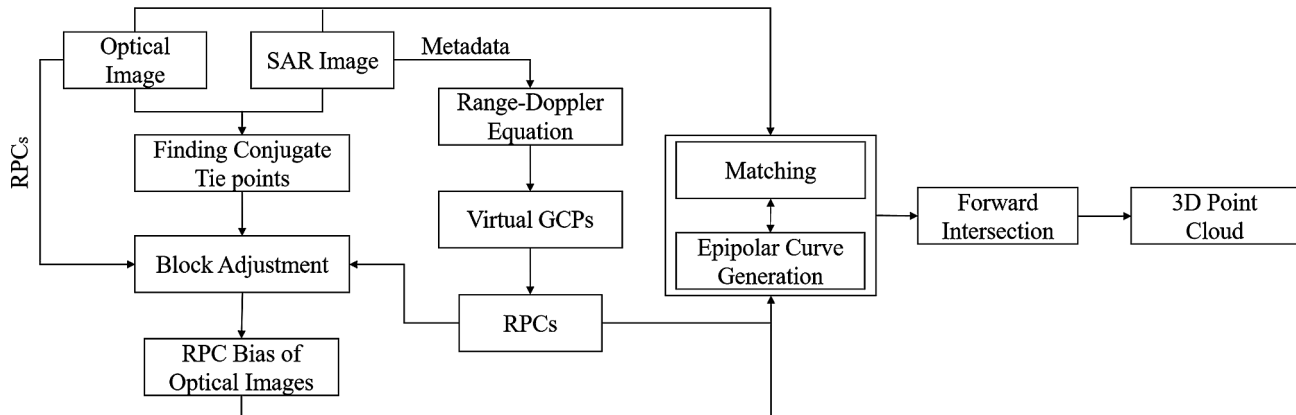 Optical
Image
SAR Image
Metadata
RPCs
Range-Doppler
Equation
Finding Conjugate
Tie points
Matching
Virtual GCPs
Forward
Intersection
3D Point
Cloud
Epipolar Curve
Generation
Block Adjustment
RPCs
RPC Bias of
Optical Images